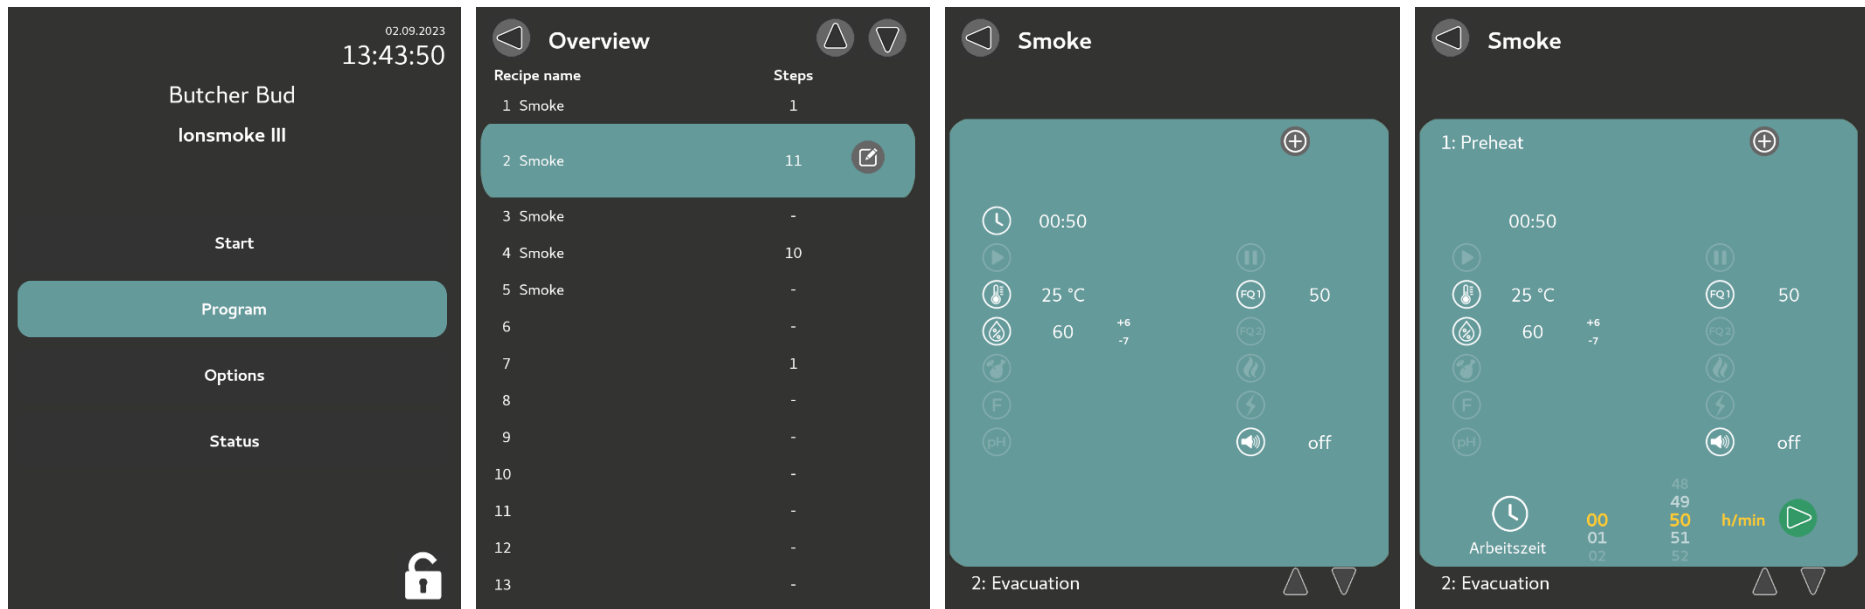 02.09.2023
13:43:50
Butcher Bud
Ionsmoke III
Start
Program
Options
Status
Overview
Recipe name Steps
1 Smoke 1
2 Smoke 11
3 Smoke -
4 Smoke 10
5 Smoke -
6 -
7 1
8 -
9 -
10 -
11 -
12 -
13 -
Smoke
00:50
25 °C FQ1 50
% 60 +6 -7 FQ2
F
pH off
2: Evacuation
Smoke
1: Preheat
00:50
25 °C FQ1 50
% 60 +6 -7 FQ2
F
pH off
48
49
00 50 h/min
01 51
02 52
Arbeitszeit
2: Evacuation